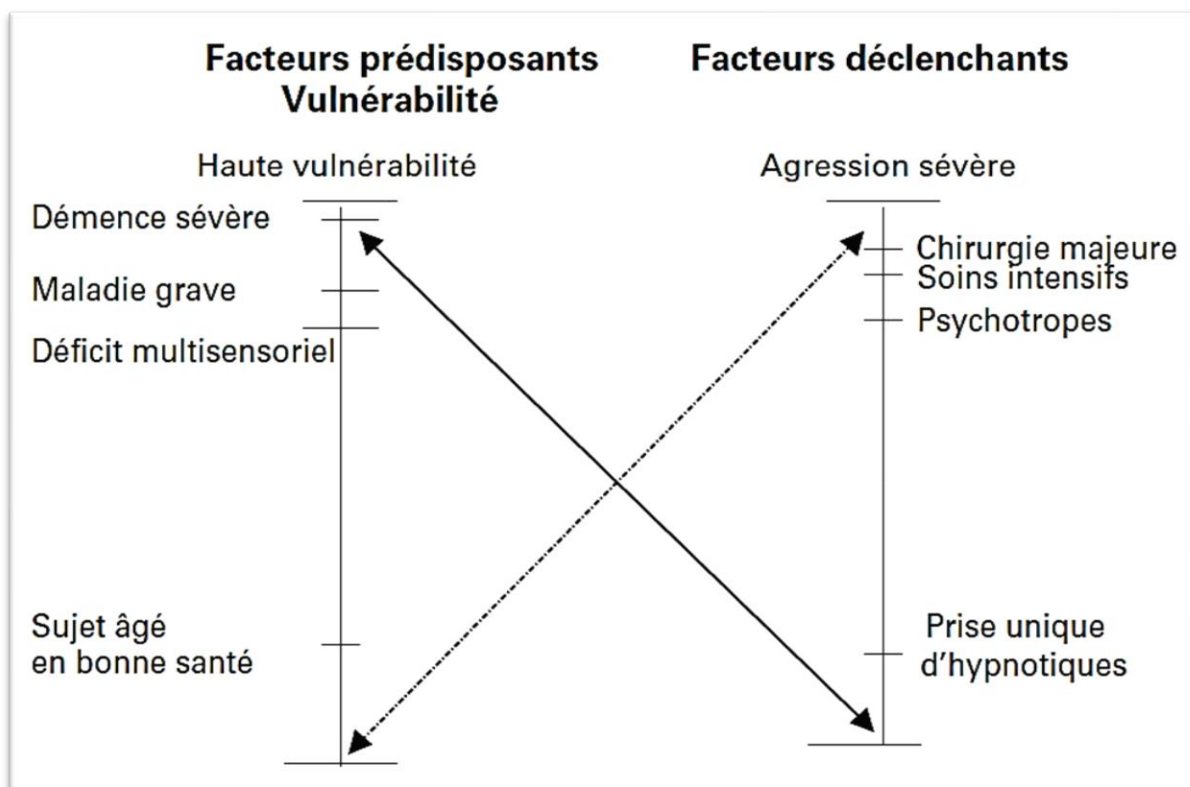 Facteurs prédisposants
Vulnérabilité
Facteurs déclenchants
Haute vulnérabilité
Agression sévère
Démence sévère
Maladie grave
Déficit multisensoriel
Chirurgie majeure
Soins intensifs
Psychotropes
Sujet âgé
en bonne santé
Prise unique
d'hypnotiques